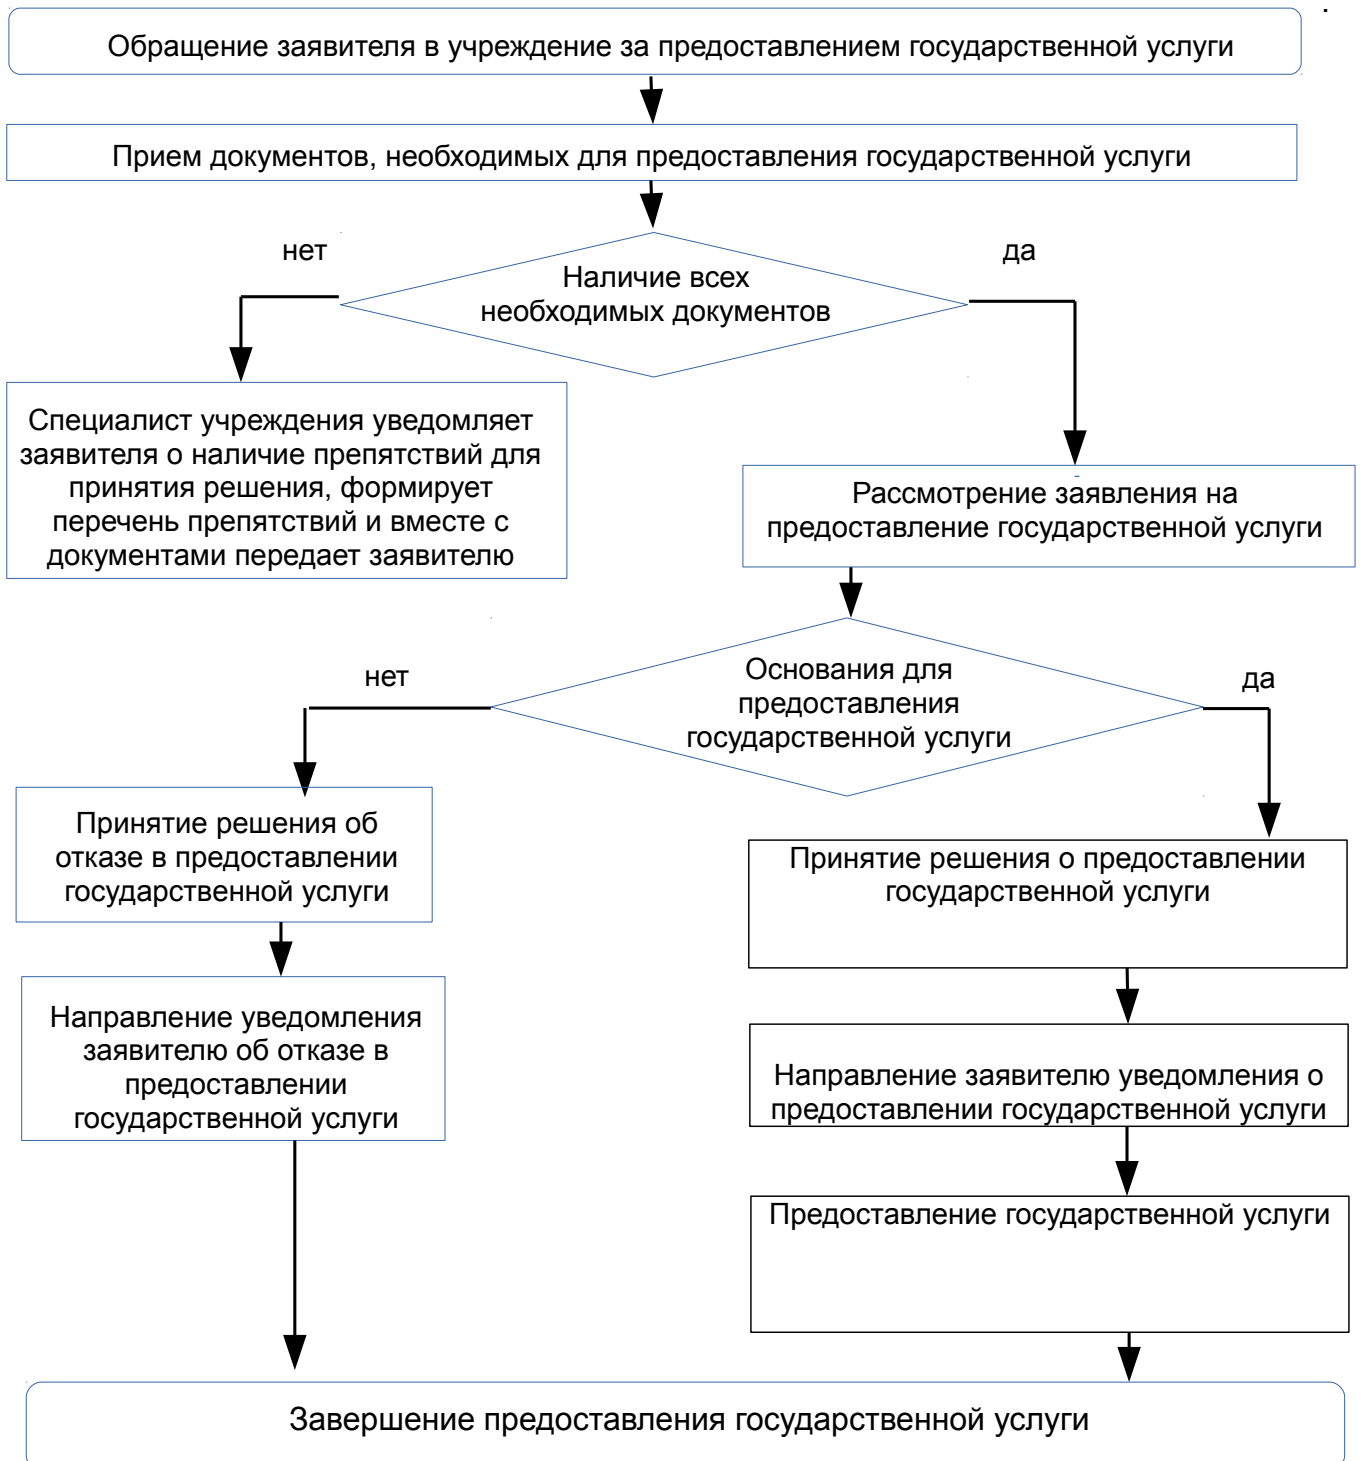 Обращение заявителя в учреждение за предоставлением государственной услуги
Прием документов, необходимых для предоставления государственной услуги
нет
да
Наличие всех
необходимых документов
Специалист учреждения уведомляет
заявителя о наличие препятствий для
принятия решения, формирует
перечень препятствий и вместе с
документами передает заявителю
Рассмотрение заявления на
предоставление государственной услуги
нет
да
Основания для
предоставления
государственной услуги
Принятие решения об
отказе в предоставлении
государственной услуги
Принятие решения о предоставлении
государственной услуги
Направление уведомления
заявителю об отказе в
предоставлении
государственной услуги
Направление заявителю уведомления о
предоставлении государственной услуги
Предоставление государственной услуги
Завершение предоставления государственной услуги